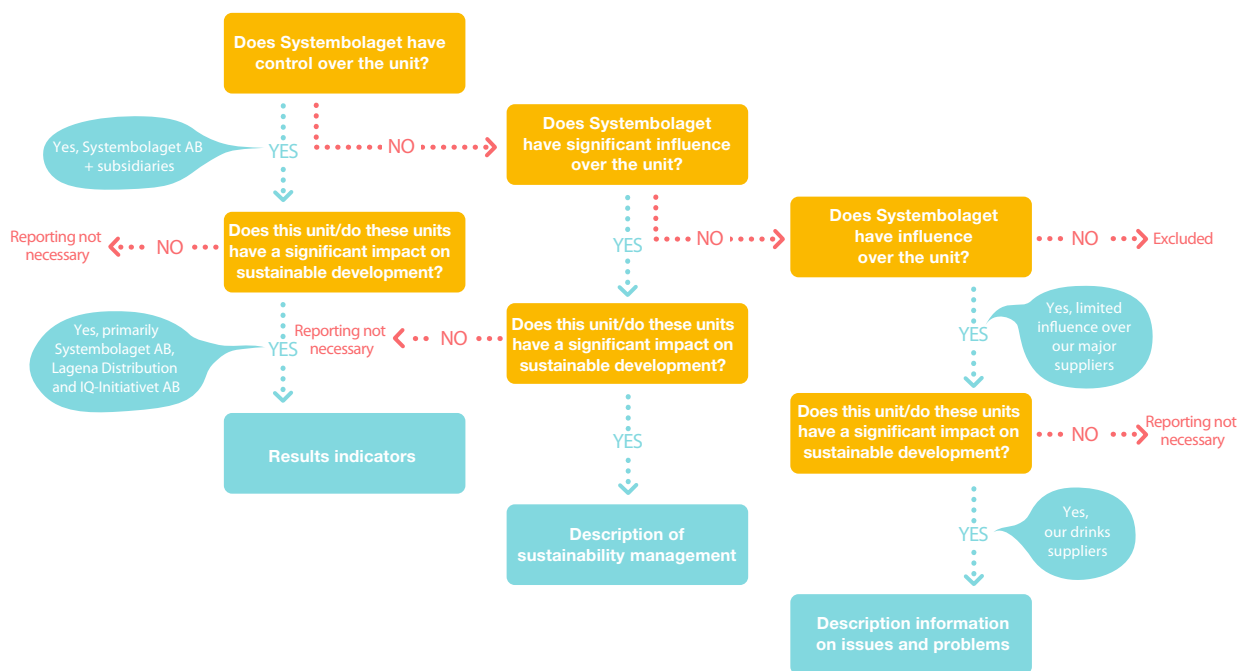 Does Systembolaget have
control over the unit?
Yes, Systembolaget AB
+ subsidiaries
YES
NO
Does Systembolaget
have significant influence
over the unit?
Reporting not
necessary
NO
Does this unit/do these units
have a significant impact on
sustainable development?
YES
NO
Does Systembolaget
have influence
over the unit?
NO
Excluded
Yes, primarily
Systembolaget AB,
Lagena Distribution
and IQ-Initiativet AB
YES
Reporting not
necessary
NO
Does this unit/do these units
have a significant impact on
sustainable development?
YES
Yes, limited
influence over
our major
suppliers
Results indicators
YES
Does this unit/do these units
have a significant impact on
sustainable development?
NO
Reporting not
necessary
Description of
sustainability management
YES
Yes,
our drinks
suppliers
Description information
on issues and problems